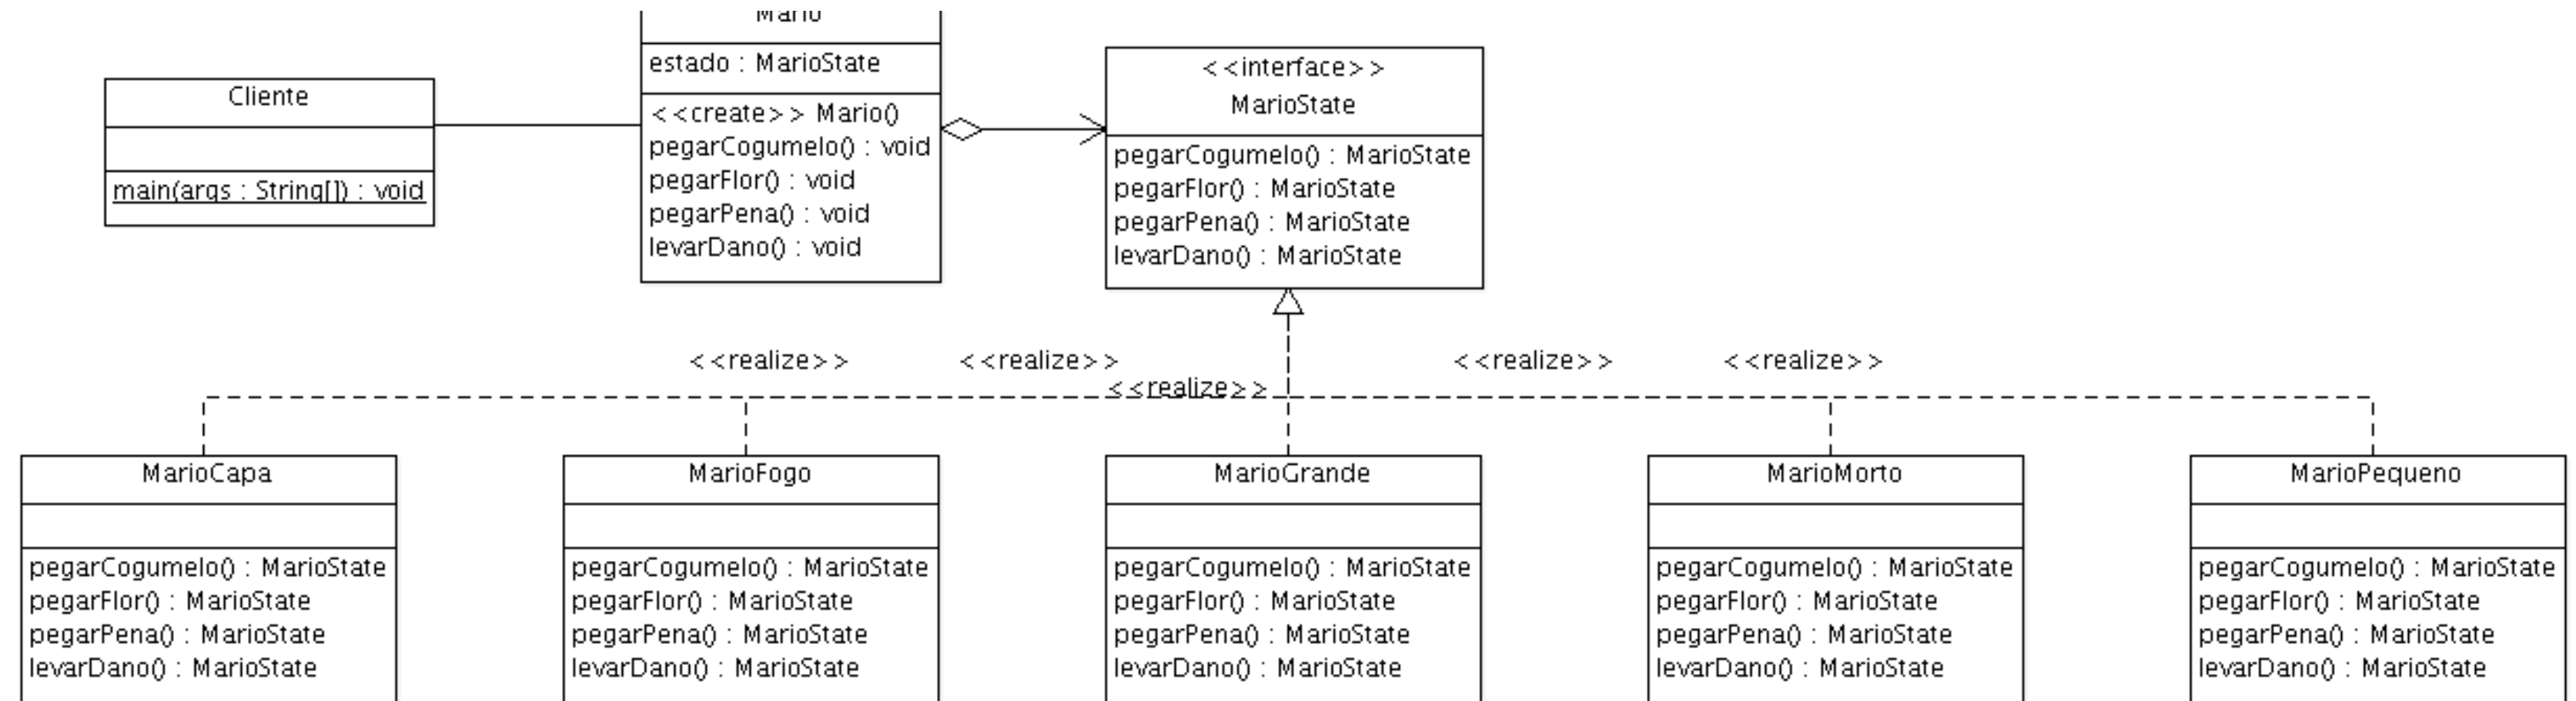 Mario
estado : MarioState
<<create>> Mario()
pegarCogumelo() : void
pegarFlor() : void
pegarPena() : void
levarDano() : void
Cliente
main(args : String[]) : void
<<interface>>
MarioState
pegarCogumelo() : MarioState
pegarFlor() : MarioState
pegarPena() : MarioState
levarDano() : MarioState
<<realize>>
<<realize>>
<<realize>>
<<realize>>
<<realize>>
MarioCapa
pegarCogumelo() : MarioState
pegarFlor() : MarioState
pegarPena() : MarioState
levarDano() : MarioState
MarioFogo
pegarCogumelo() : MarioState
pegarFlor() : MarioState
pegarPena() : MarioState
levarDano() : MarioState
MarioGrande
pegarCogumelo() : MarioState
pegarFlor() : MarioState
pegarPena() : MarioState
levarDano() : MarioState
MarioMorto
pegarCogumelo() : MarioState
pegarFlor() : MarioState
pegarPena() : MarioState
levarDano() : MarioState
MarioPequeno
pegarCogumelo() : MarioState
pegarFlor() : MarioState
pegarPena() : MarioState
levarDano() : MarioState